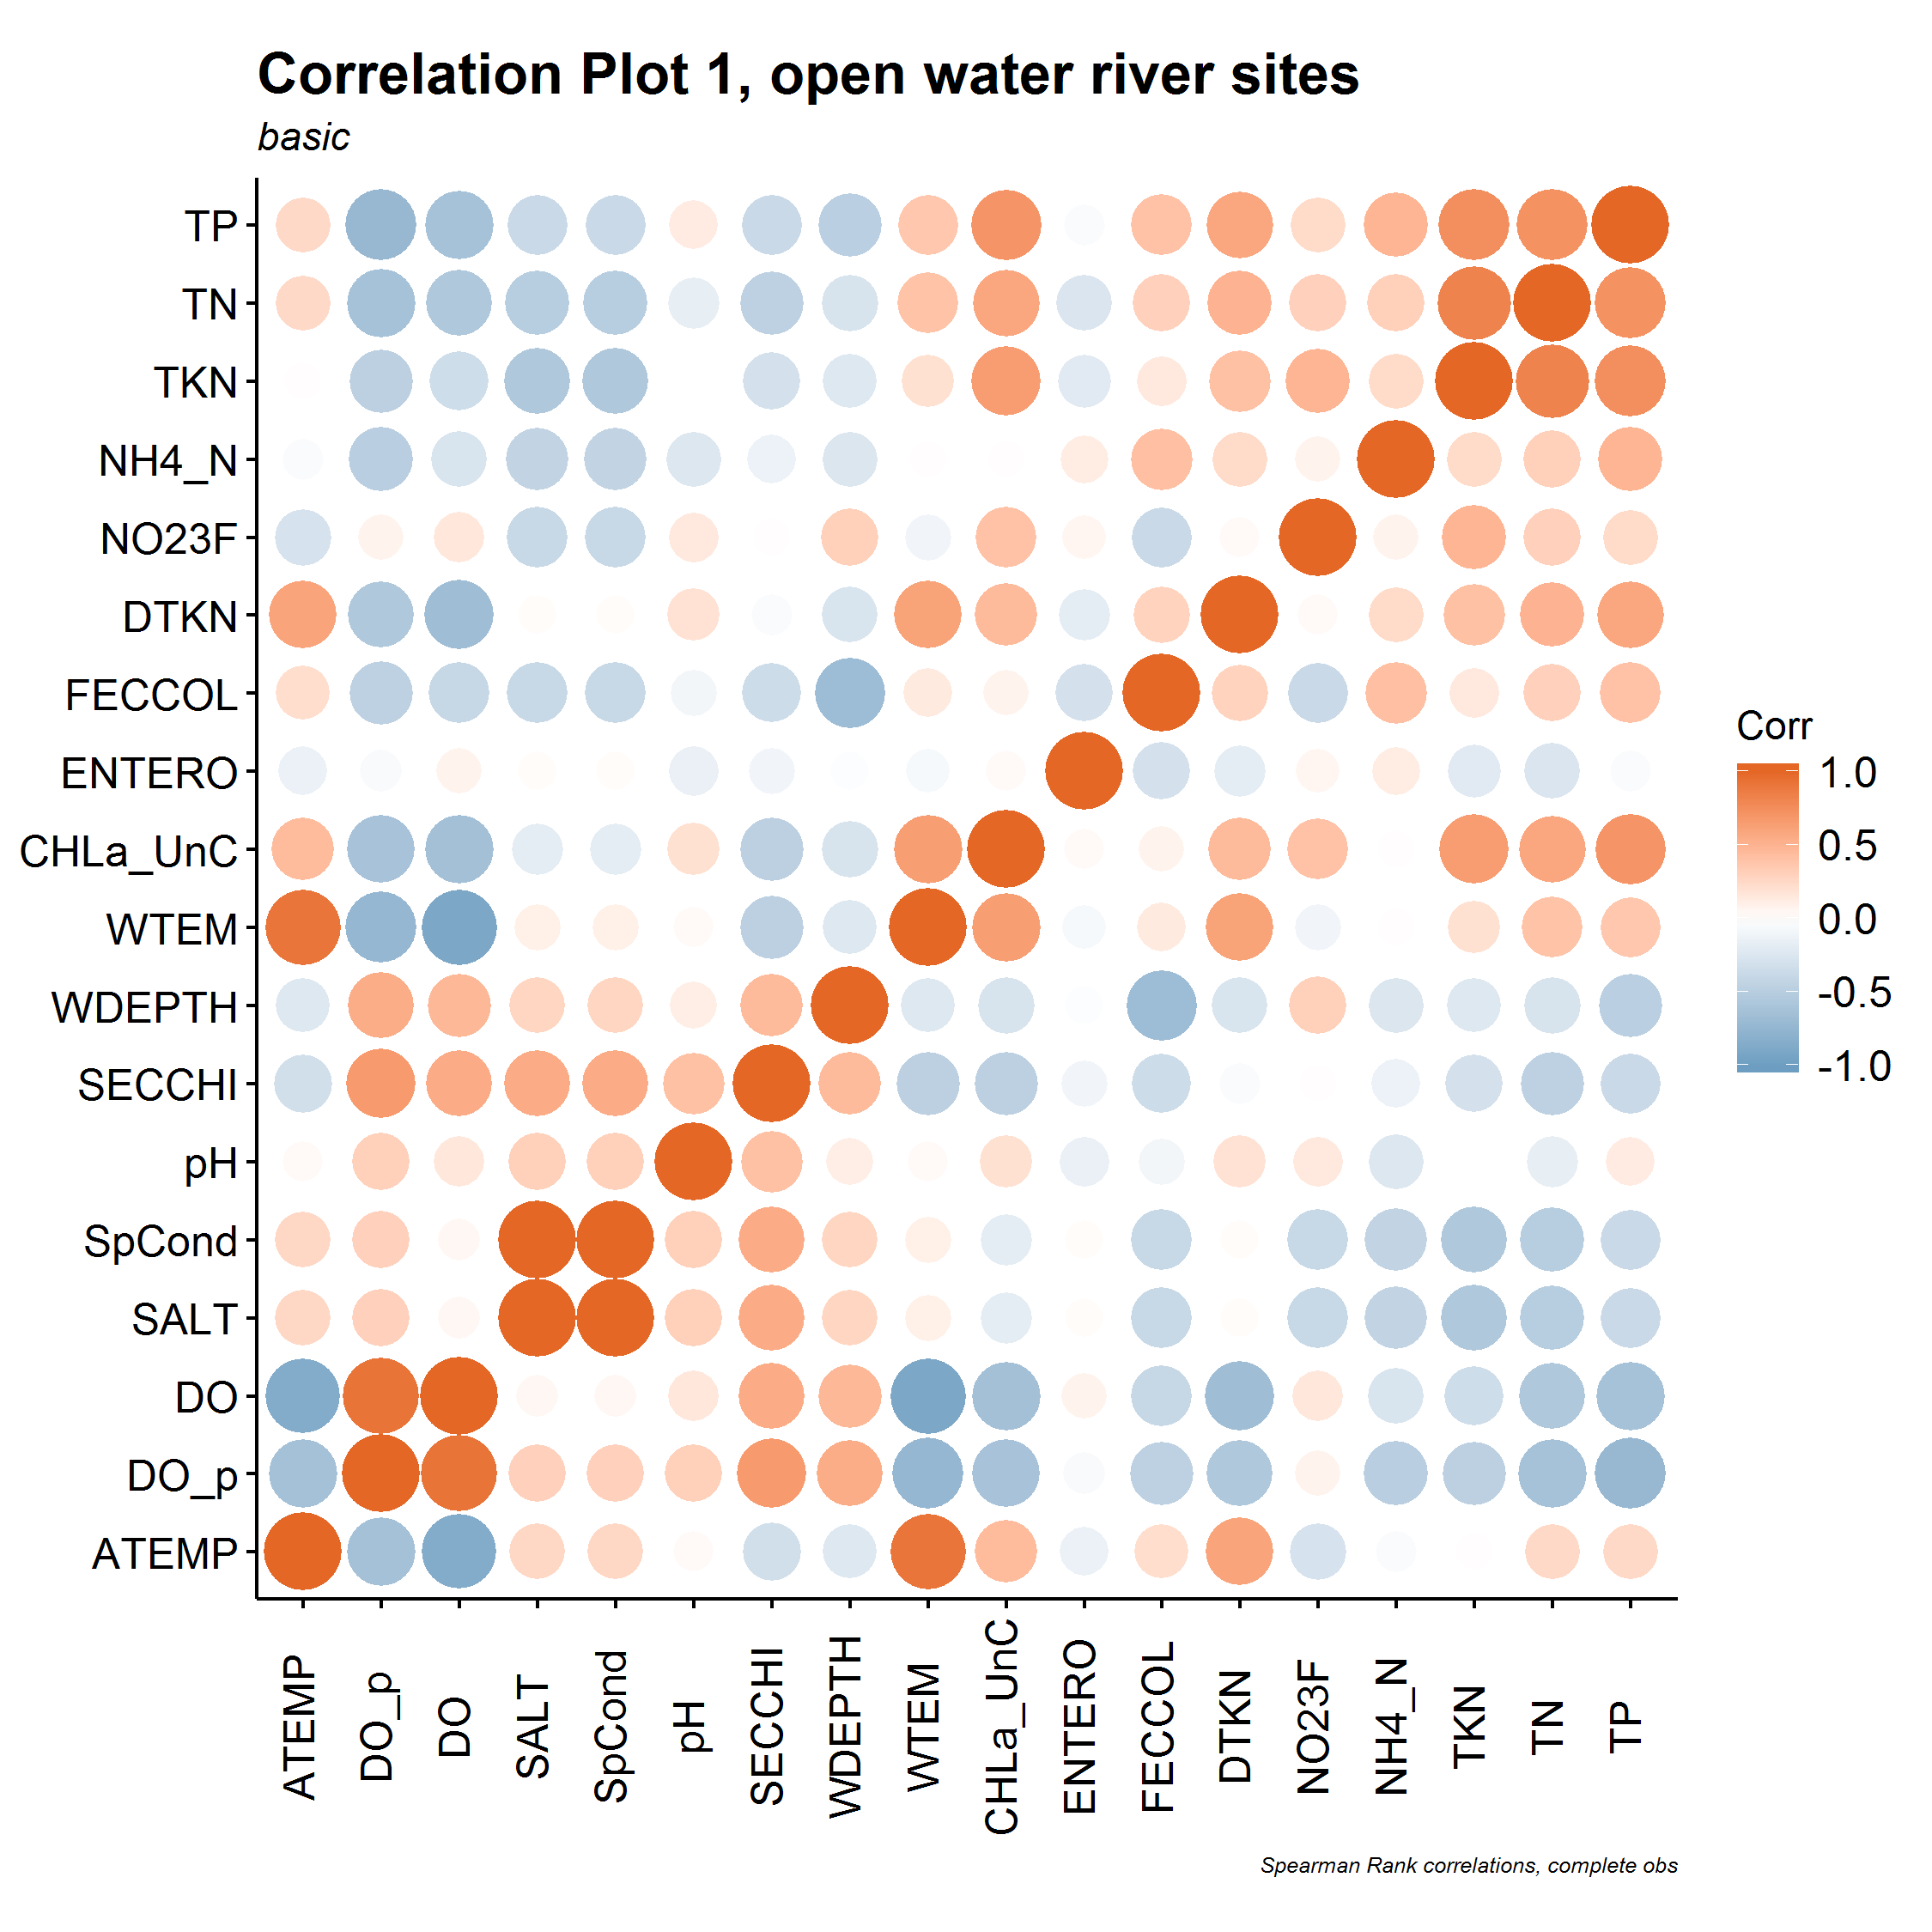 Correlation Plot 1, open water river sites
basic
TP
TN
TKN
NH4_N
NO23F
DTKN
FECCOL
ENTERO
CHLa_UnC
WTEM
WDEPTH
SECCHI
pH
SpCond
SALT
DO
DO_p
ATEMP
Corr
1.0
0.5
0.0
-0.5
-1.0
ATEMP
DO_p
DO
SALT
SpCond
pH
SECCHI
WDEPTH
WTEM
CHLa_UnC
ENTERO
FECCOL
DTKN
NO23F
NH4_N
TKN
TN
TP
Spearman Rank correlations, complete obs